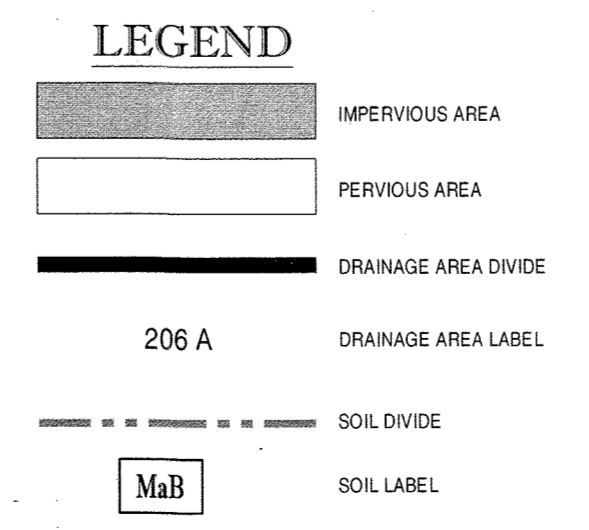 LEGEND
IMPERVIOUS AREA
PERVIOUS AREA
DRAINAGE AREA DIVIDE
206 A DRAINAGE AREA LABEL
SOIL DIVIDE
MaB SOIL LABEL